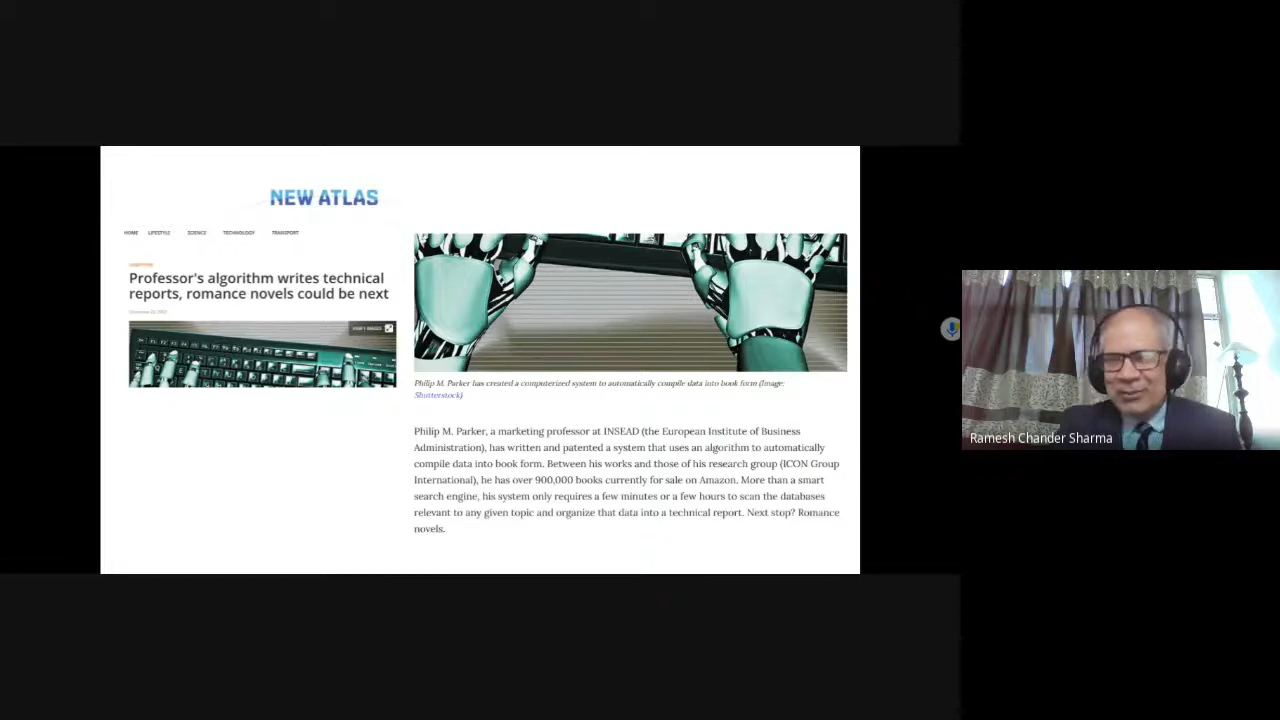 NEW ATLAS
HOME LIFESTYLE SCIENCE TECHNOLOGY TRANSPORT
Professor's algorithm writes technical
reports, romance novels could be next
Philip M. Parker has created a computerized system to automatically compile data into book form (Image:
Shutterstock)
Philip M. Parker, a marketing professor at INSEAD (the European Institute of Business
Administration), has written and patented a system that uses an algorithm to automatically
compile data into book form. Between his works and those of his research group (ICON Group
International), he has over 900,000 books currently for sale on Amazon. More than a smart
search engine, his system only requires a few minutes or a few hours to scan the databases
relevant to any given topic and organize that data into a technical report. Next stop? Romance
novels.
Ramesh Chander Sharma